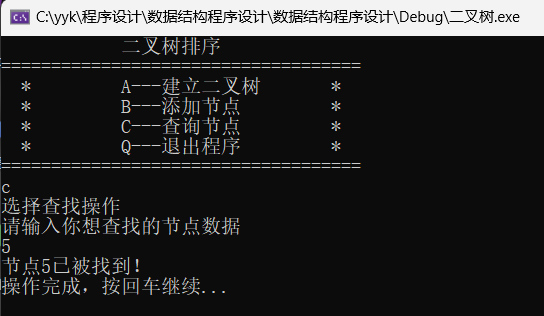 C:\yyk\程序设计\数据结构程序设计\数据结构程序设计\Debug\二叉树.exe
二叉树排序
====================================
* A---建立二叉树 *
* B---添加节点 *
* C---查询节点 *
* Q---退出程序 *
====================================
c
选择查找操作
请输入你想查找的节点数据
5
节点5已被找到!
操作完成，按回车继续...